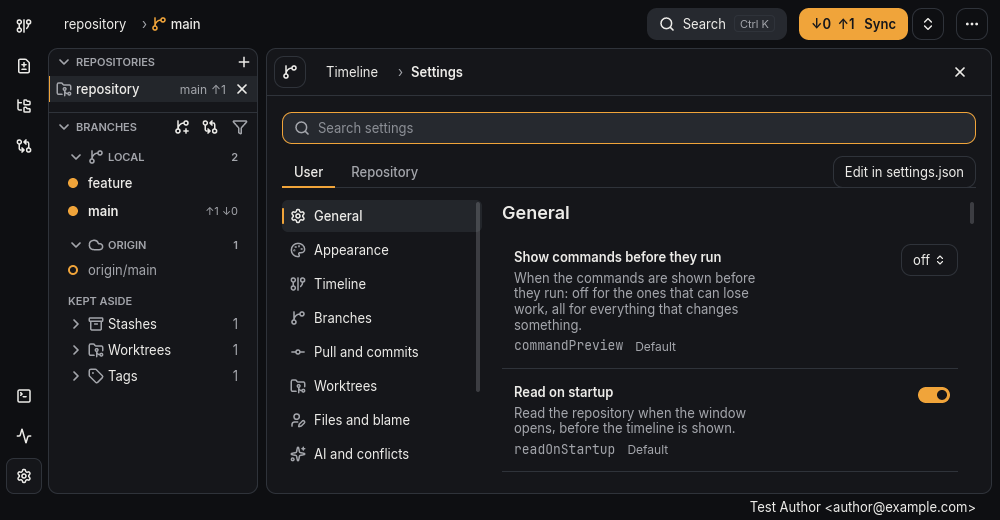 repository › main
Search Ctrl K
↓0 ↑1 Sync
REPOSITORIES
repository main ↑1
BRANCHES
LOCAL 2
feature
main ↑1 ↓0
ORIGIN 1
origin/main
KEPT ASIDE
Stashes 1
Worktrees 1
Tags 1
Timeline › Settings
Search settings
User Repository
Edit in settings.json
General
Appearance
Timeline
Branches
Pull and commits
Worktrees
Files and blame
AI and conflicts
General
Show commands before they run
off
When the commands are shown before
they run: off for the ones that can lose
work, all for everything that changes
something.
commandPreview Default
Read on startup
Read the repository when the window
opens, before the timeline is shown.
readOnStartup Default
Test Author <author@example.com>